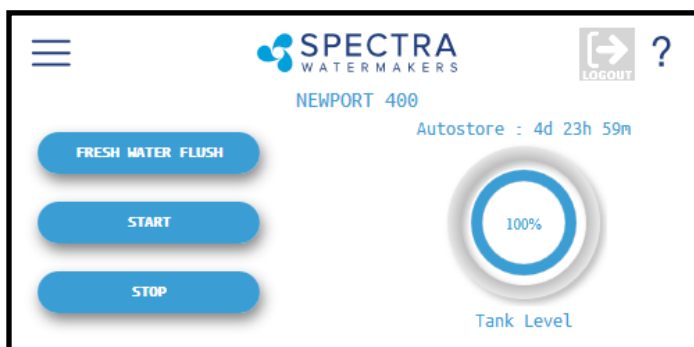 SPECTRA
WATERMAKERS
LOGOUT
?
NEWPORT 400
Autostore : 4d 23h 59m
FRESH WATER FLUSH
START
STOP
100%
Tank Level